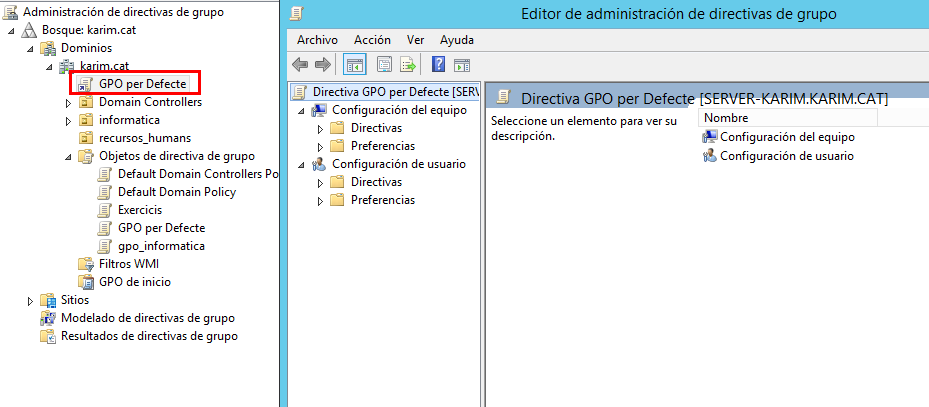 Administración de directivas de grupo
Bosque: karim.cat
Dominios
karim.cat
GPO per Defecte
Domain Controllers
informatica
recursos_humans
Objetos de directiva de grupo
Default Domain Controllers Po
Default Domain Policy
Exercicis
GPO per Defecte
gpo_informatica
Filtros WMI
GPO de inicio
Sitios
Modelado de directivas de grupo
Resultados de directivas de grupo
Editor de administración de directivas de grupo
Archivo Acción Ver Ayuda
Directiva GPO per Defecte [SERV
Configuración del equipo
Directivas
Preferencias
Configuración de usuario
Directivas
Preferencias
Directiva GPO per Defecte [SERVER-KARIM.KARIM.CAT]
Seleccione un elemento para ver su
descripción.
Nombre
Configuración del equipo
Configuración de usuario